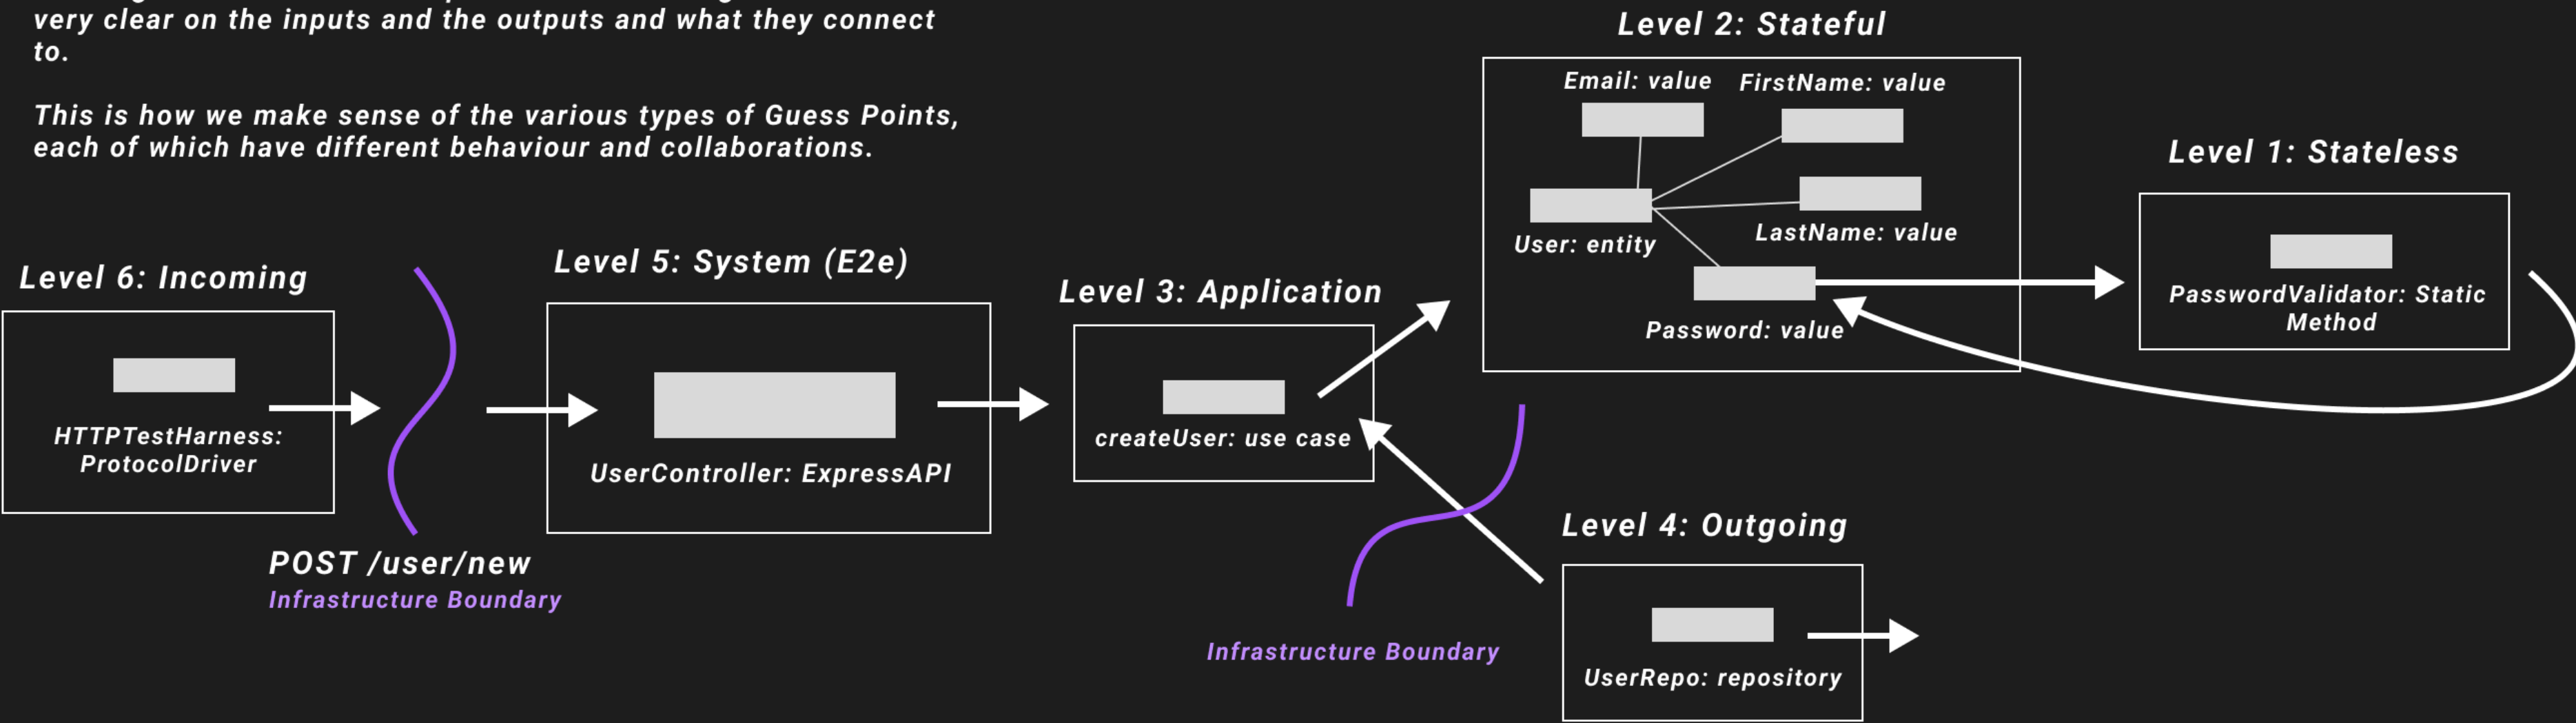 very clear on the inputs and the outputs and what they connect
to.
This is how we make sense of the various types of Guess Points,
each of which have different behaviour and collaborations.
Level 6: Incoming
HTTPTestHarness:
ProtocolDriver
POST /user/new
Infrastructure Boundary
Level 5: System (E2e)
UserController: ExpressAPI
Level 3: Application
createUser: use case
Level 2: Stateful
Email: value
FirstName: value
User: entity
LastName: value
Password: value
Level 1: Stateless
PasswordValidator: Static
Method
Infrastructure Boundary
Level 4: Outgoing
UserRepo: repository